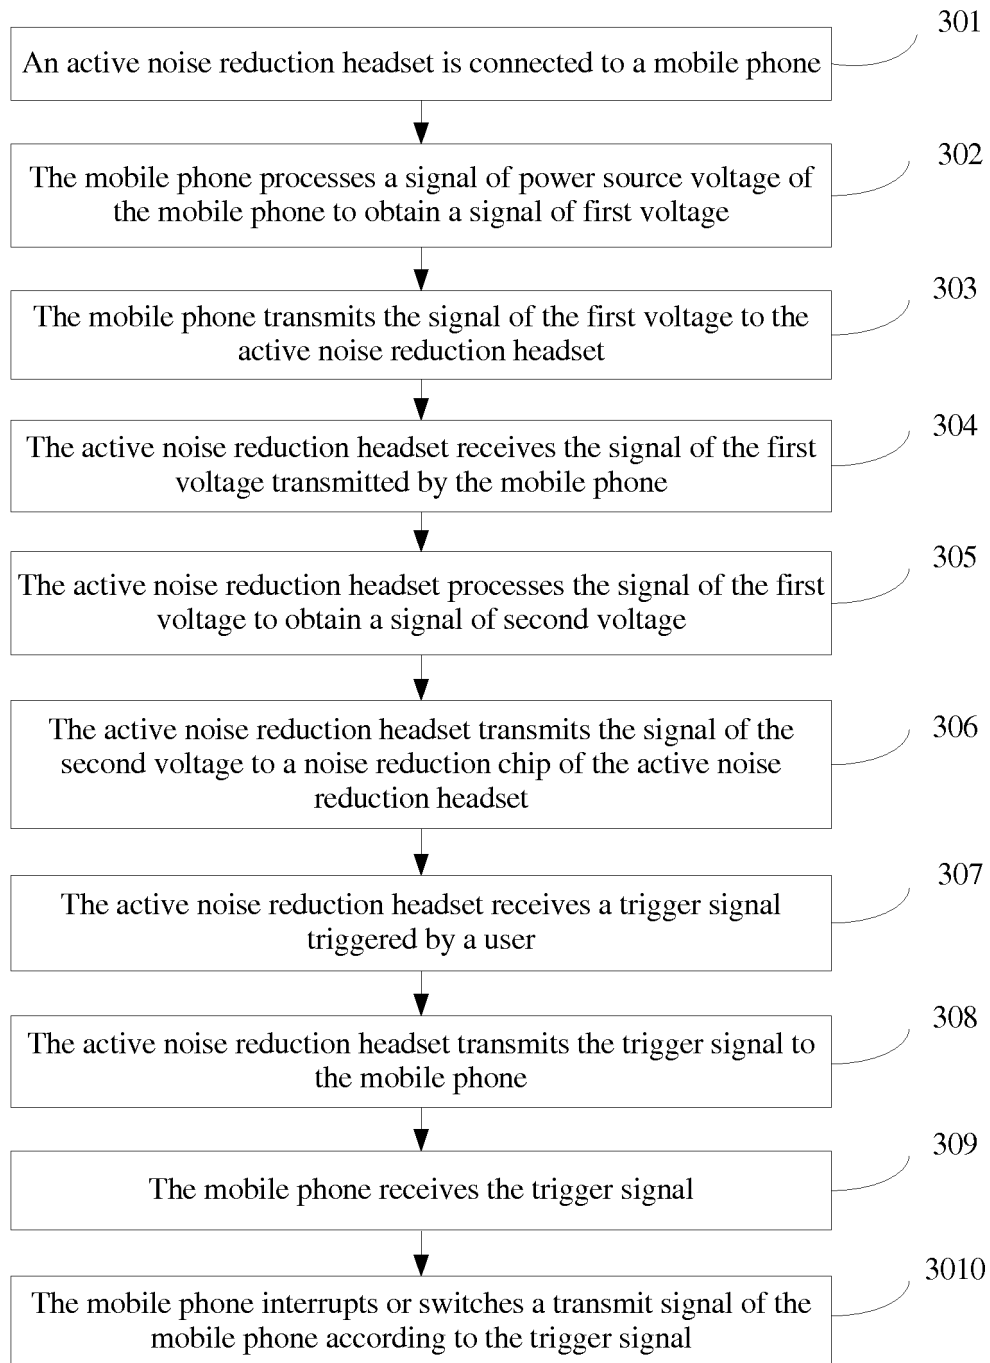 301
An active noise reduction headset is connected to a mobile phone
302
The mobile phone processes a signal of power source voltage of
the mobile phone to obtain a signal of first voltage
303
The mobile phone transmits the signal of the first voltage to the
active noise reduction headset
304
The active noise reduction headset receives the signal of the first
voltage transmitted by the mobile phone
305
The active noise reduction headset processes the signal of the first
voltage to obtain a signal of second voltage
306
The active noise reduction headset transmits the signal of the
second voltage to a noise reduction chip of the active noise
reduction headset
307
The active noise reduction headset receives a trigger signal
triggered by a user
308
The active noise reduction headset transmits the trigger signal to
the mobile phone
309
The mobile phone receives the trigger signal
3010
The mobile phone interrupts or switches a transmit signal of the
mobile phone according to the trigger signal